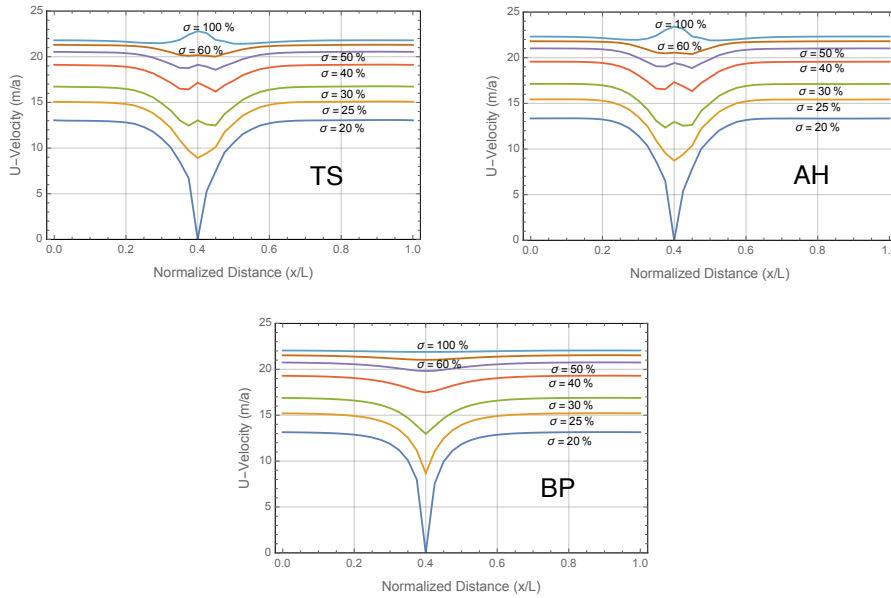 25
20
15
10
5
0
U−Velocity (m/a)
σ = 100 %
σ = 60 %
σ = 50 %
σ = 40 %
σ = 30 %
σ = 25 %
σ = 20 %
TS
0.0 0.2 0.4 0.6 0.8 1.0
Normalized Distance (x/L)
25
20
15
10
5
0
U−Velocity (m/a)
σ = 100 %
σ = 60 %
σ = 50 %
σ = 40 %
σ = 30 %
σ = 25 %
σ = 20 %
AH
0.0 0.2 0.4 0.6 0.8 1.0
Normalized Distance (x/L)
25
20
15
10
5
0
U−Velocity (m/a)
σ = 100 %
σ = 60 %
σ = 50 %
σ = 40 %
σ = 30 %
σ = 25 %
σ = 20 %
BP
0.0 0.2 0.4 0.6 0.8 1.0
Normalized Distance (x/L)